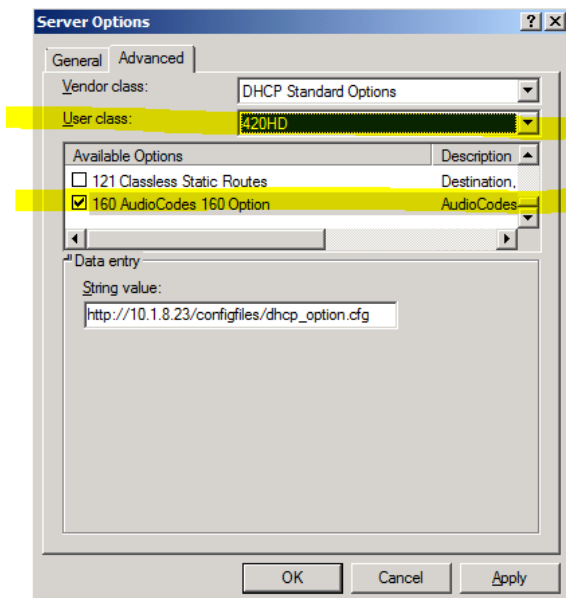 Server Options
General Advanced
Vendor class: DHCP Standard Options
User class: 420HD
Available Options Description
121 Classless Static Routes Destination,
160 AudioCodes 160 Option AudioCodes
Data entry
String value:
http://10.1.8.23/configfiles/dhcp_option.cfg
OK Cancel Apply